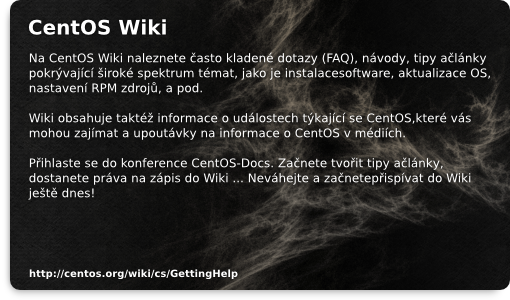 CentOS Wiki
Na CentOS Wiki naleznete často kladené dotazy (FAQ), návody, tipy ačlánky
pokrývající široké spektrum témat, jako je instalacesoftware, aktualizace OS,
nastavení RPM zdrojů, a pod.
Wiki obsahuje taktéž informace o událostech týkající se CentOS,které vás
mohou zajímat a upoutávky na informace o CentOS v médiích.
Přihlaste se do konference CentOS-Docs. Začnete tvořit tipy ačlánky,
dostanete práva na zápis do Wiki ... Neváhejte a začnetepřispívat do Wiki
ještě dnes!
http://centos.org/wiki/cs/GettingHelp